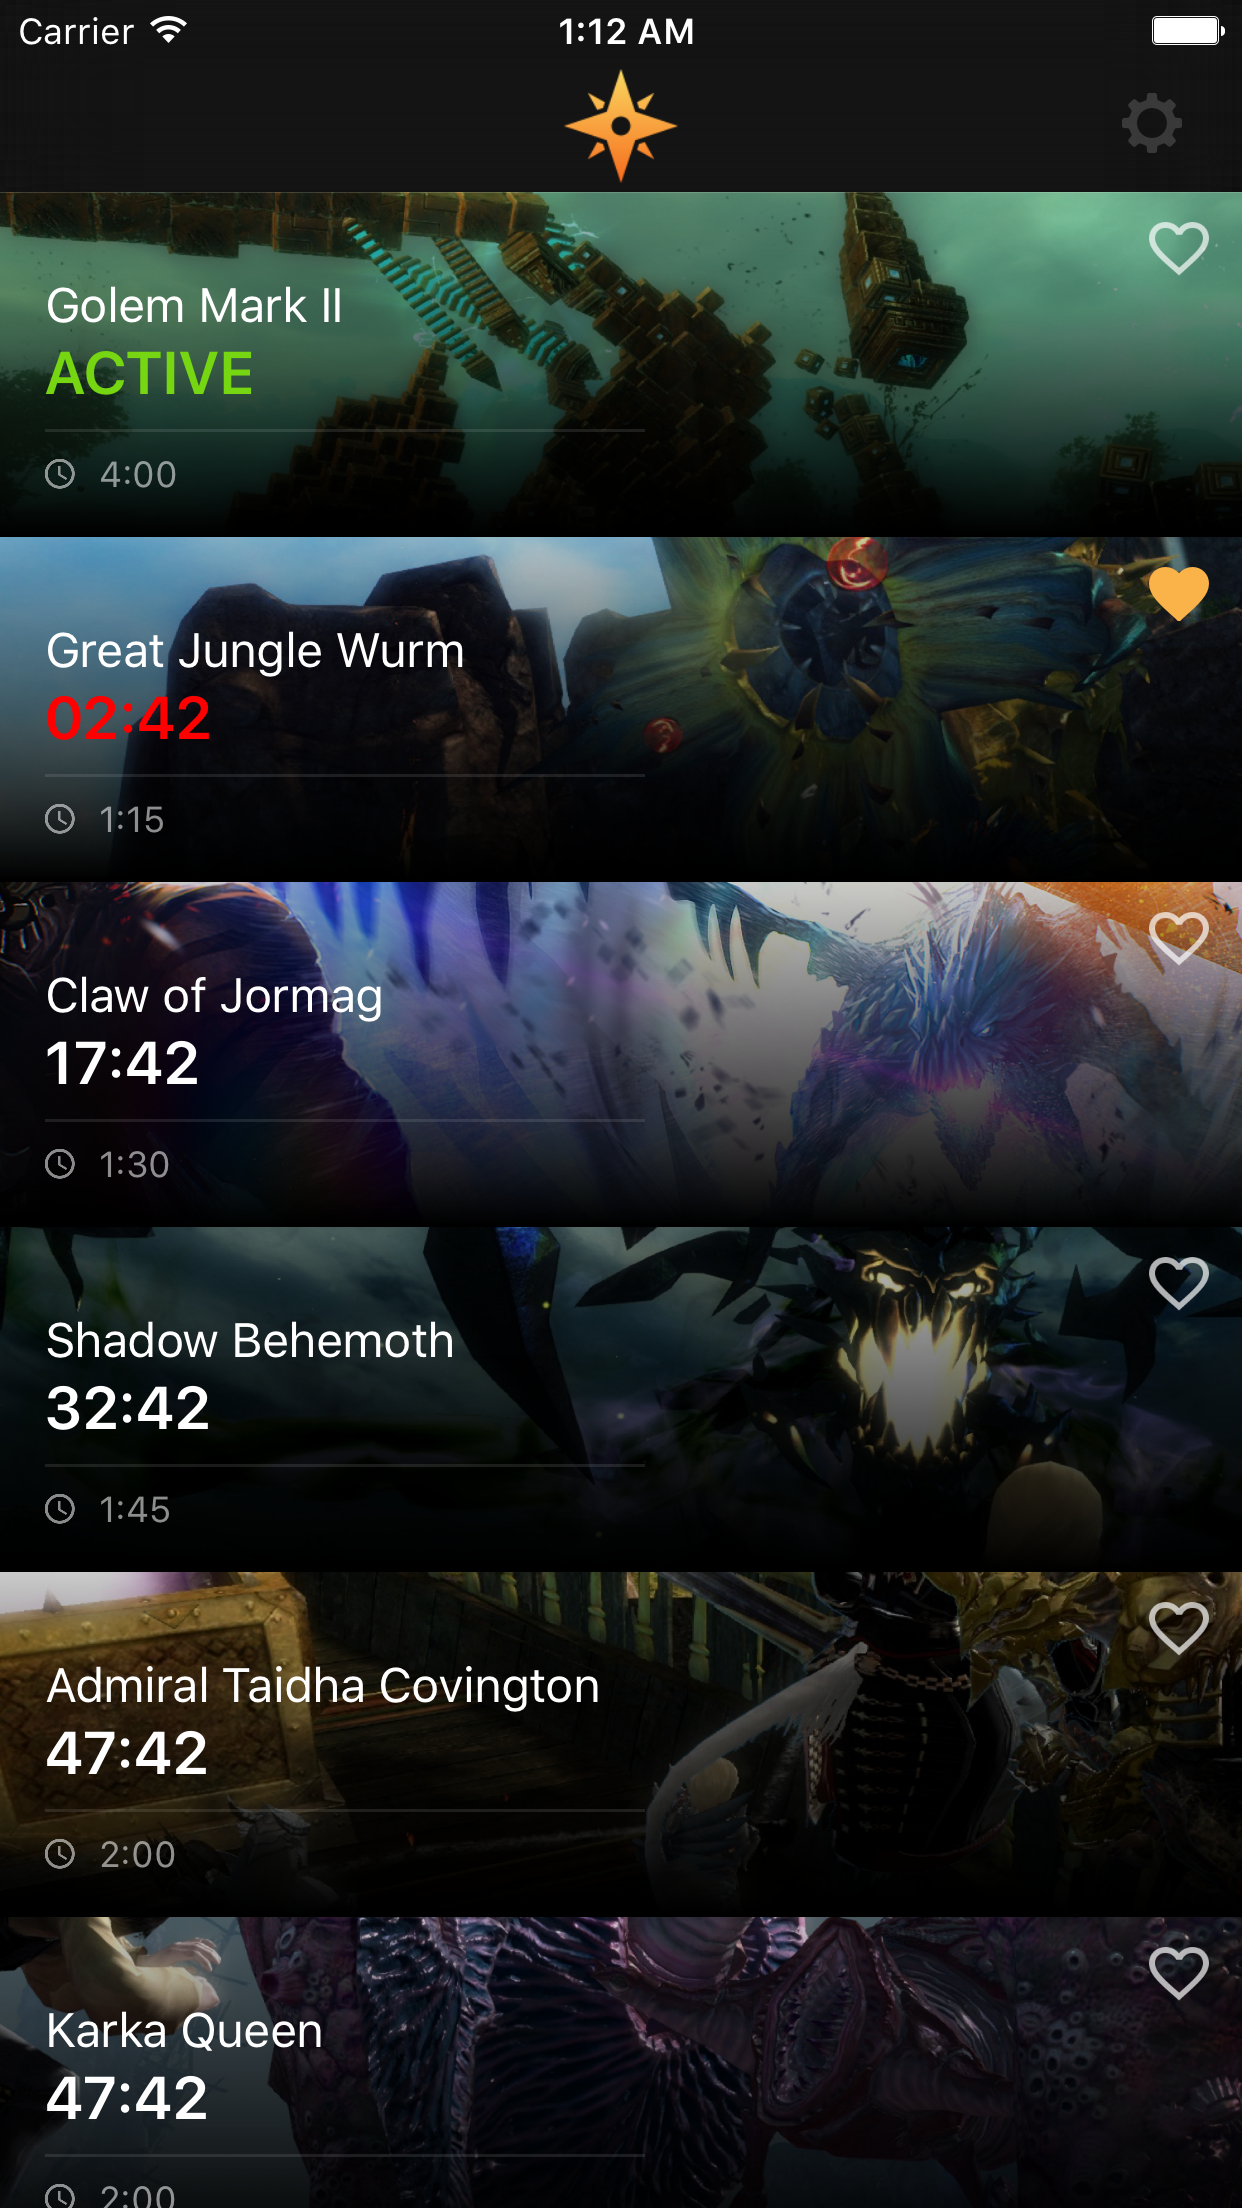 Carrier 1:12 AM
Golem Mark II
ACTIVE
4:00
Great Jungle Wurm
02:42
1:15
Claw of Jormag
17:42
1:30
Shadow Behemoth
32:42
1:45
Admiral Taidha Covington
47:42
2:00
Karka Queen
47:42
2:00